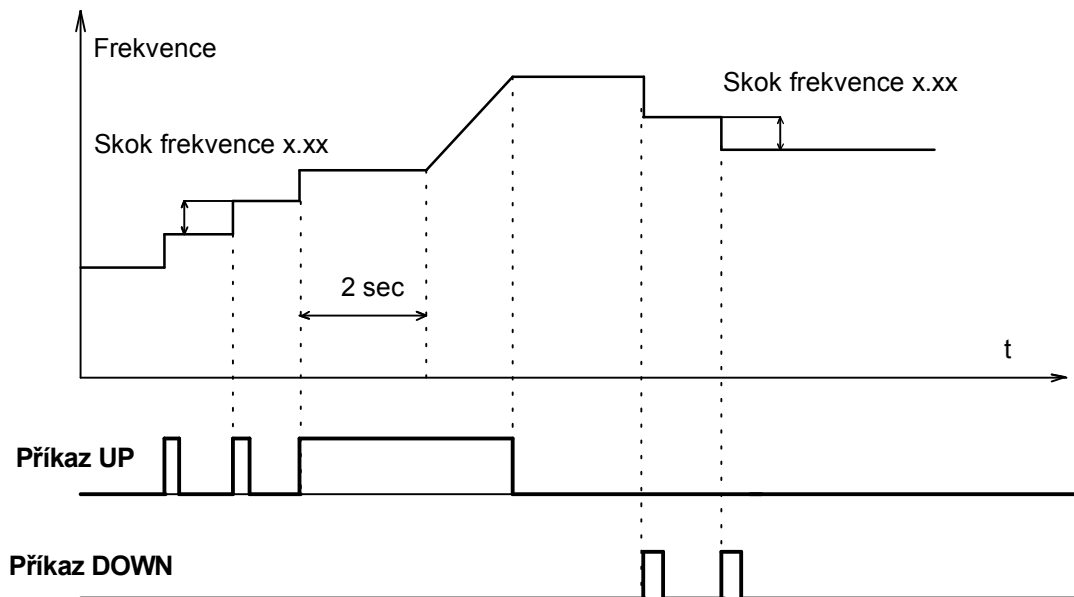 Frekvence
Skok frekvence x.xx
Skok frekvence x.xx
2 sec
t
Příkaz UP
Příkaz DOWN